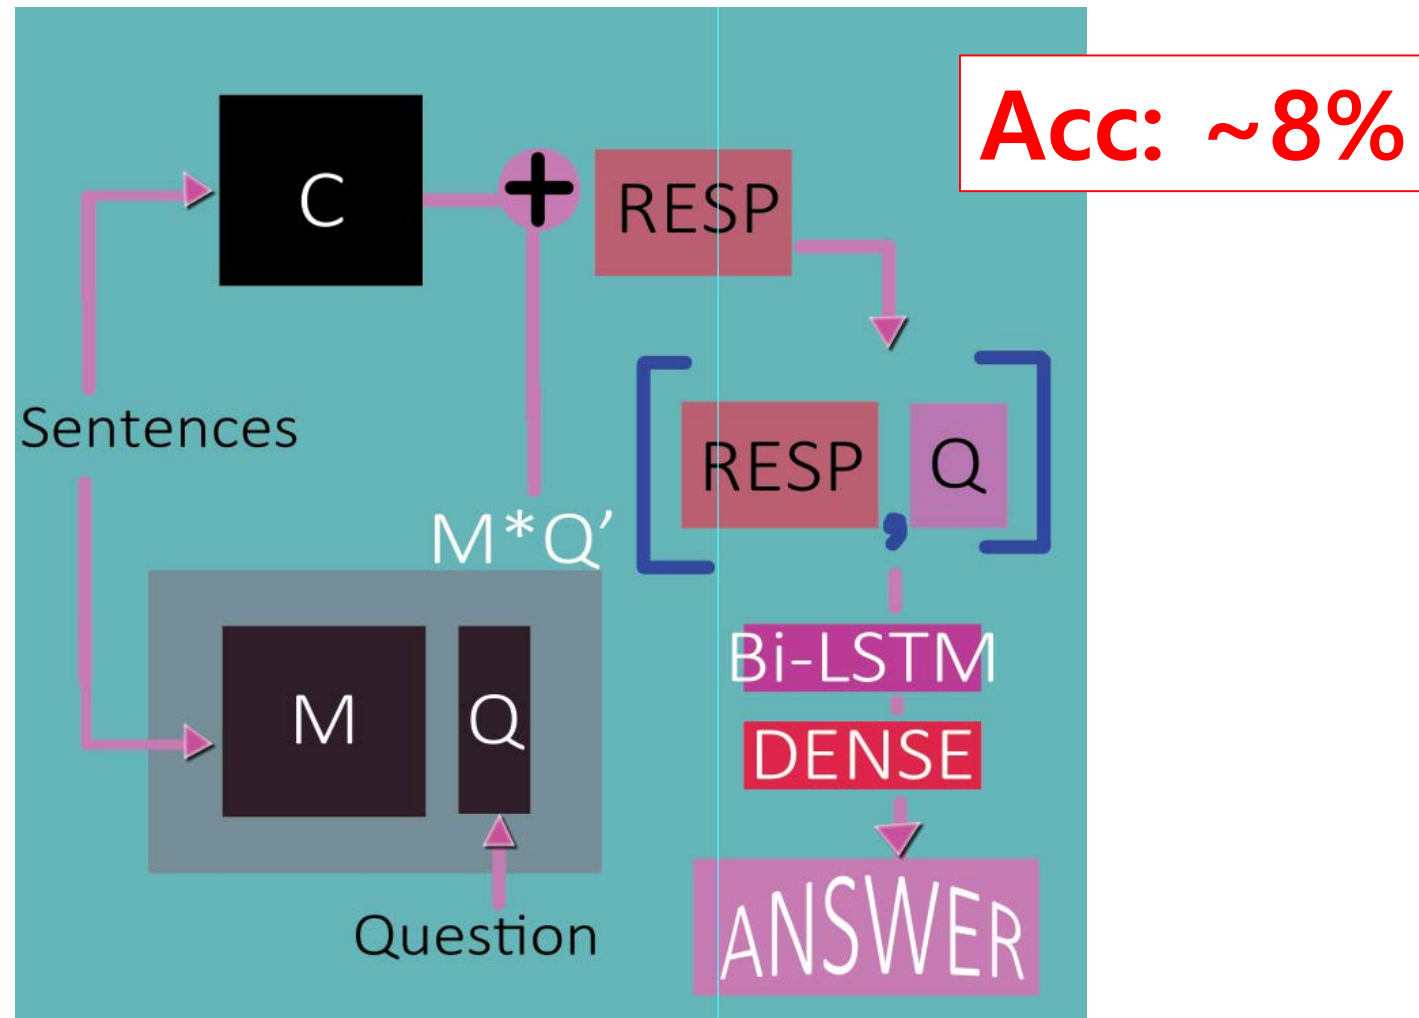 Acc: ~8%
C
+
RESP
Sentences
RESP , Q
M*Q’
Bi-LSTM
M Q
DENSE
Question
ANSWER